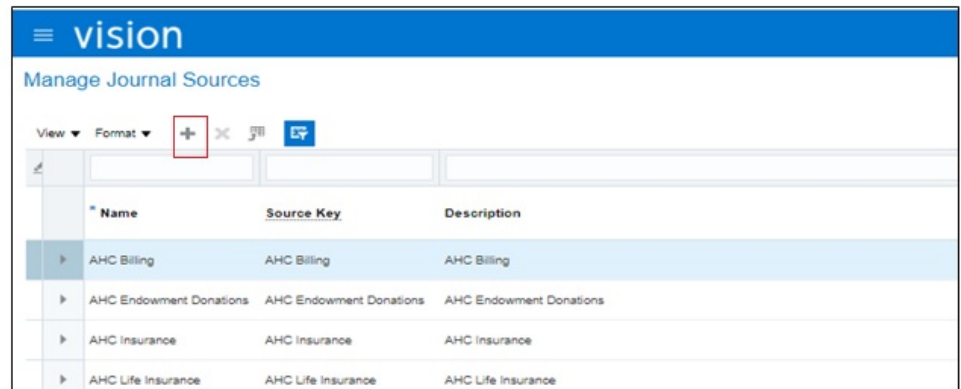 vision
Manage Journal Sources
View Format
* Name Source Key Description
AHC Billing AHC Billing AHC Billing
AHC Endowment Donations AHC Endowment Donations AHC Endowment Donations
AHC Insurance AHC Insurance AHC Insurance
AHC Life Insurance AHC Life Insurance AHC Life Insurance